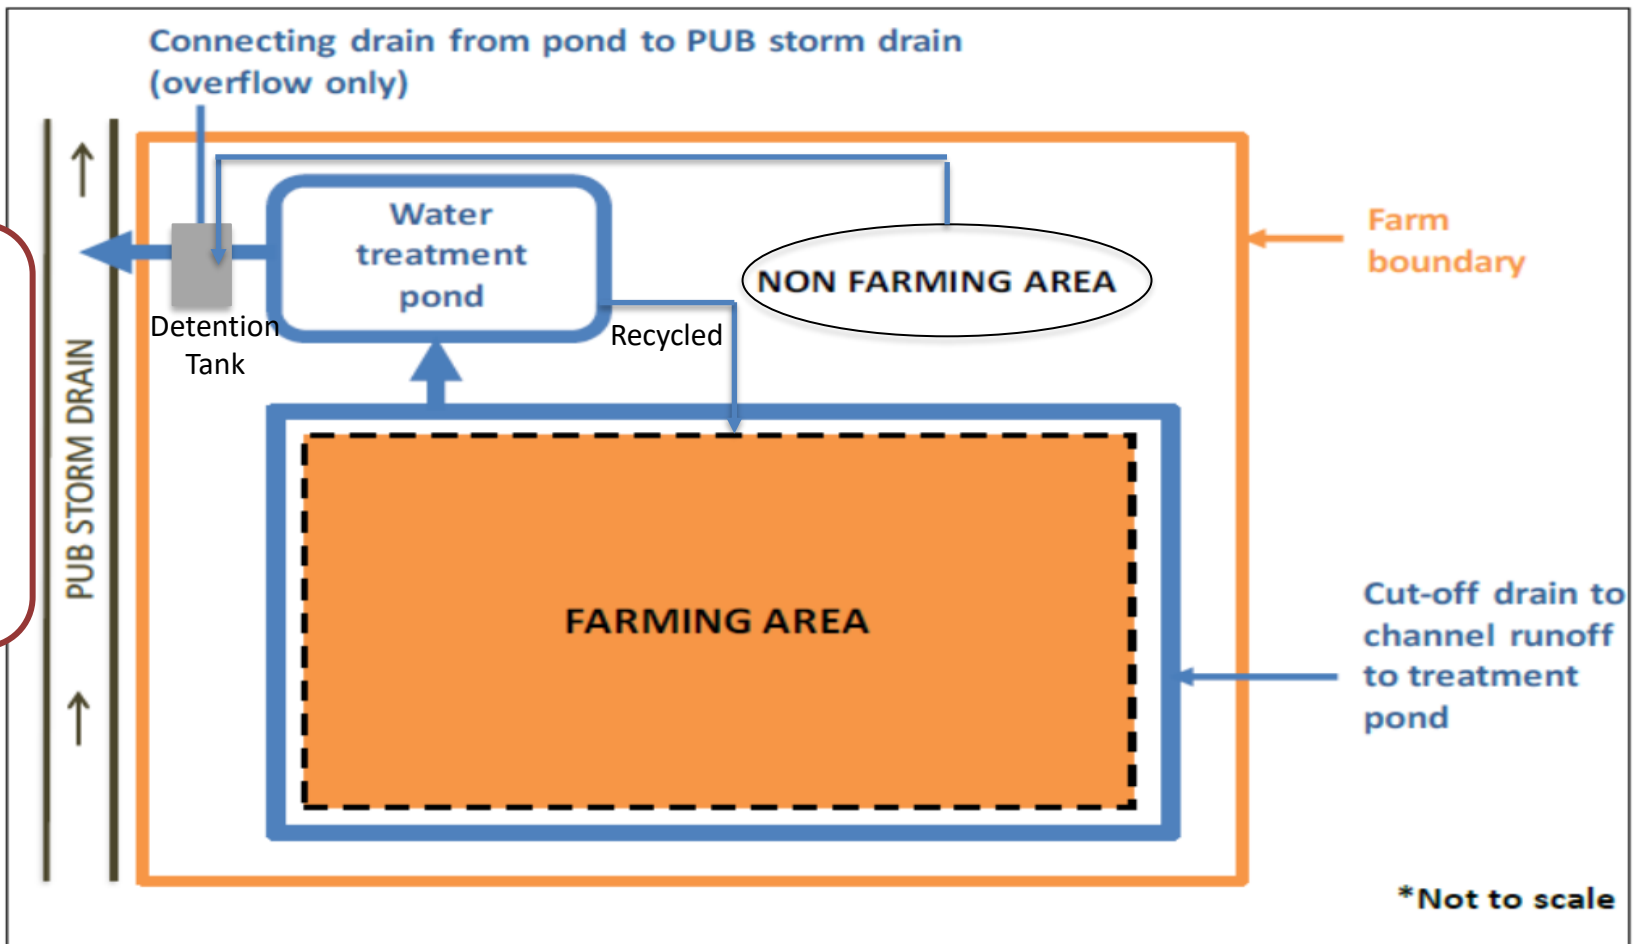 Connecting drain from pond to PUB storm drain
(overflow only)
Water
treatment
pond
NON FARMING AREA
Farm
boundary
Detention
Tank
Recycled
PUB STORM DRAIN
FARMING AREA
Cut-off drain to
channel runoff
to treatment
pond
*Not to scale